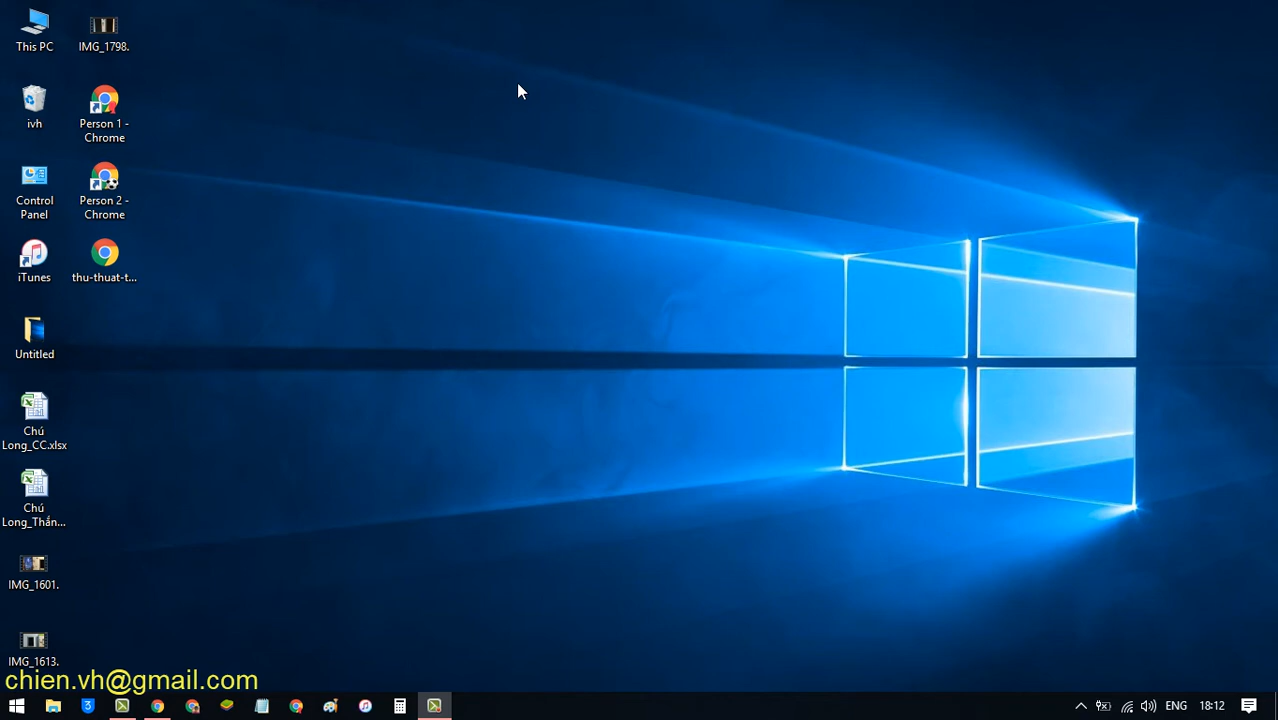 This PC
IMG_1798.
ivh
Person 1 -
Chrome
Control
Panel
Person 2 -
Chrome
iTunes
thu-thuat-t...
Untitled
Chú
Long_CC.xlsx
Chú
Long_Thán...
IMG_1601.
IMG_1613.
chien.vh@gmail.com
ENG
18:12